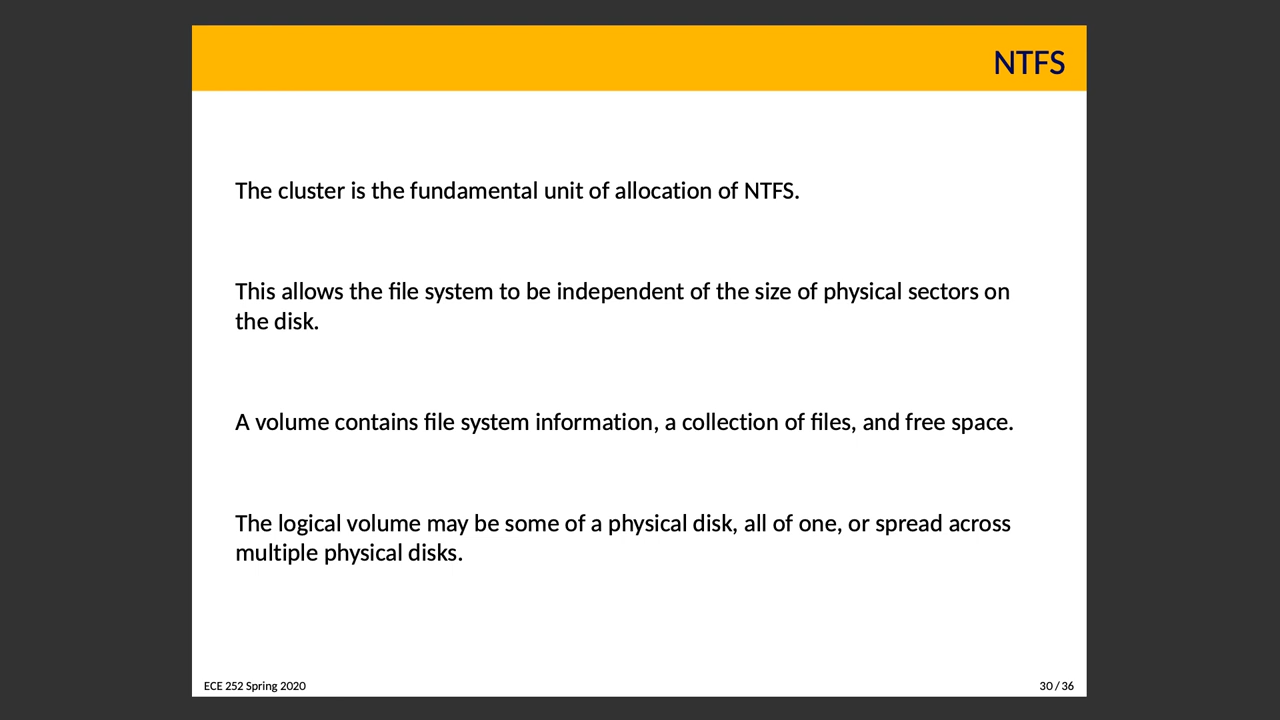 NTFS
The cluster is the fundamental unit of allocation of NTFS.
This allows the file system to be independent of the size of physical sectors on
the disk.
A volume contains file system information, a collection of files, and free space.
The logical volume may be some of a physical disk, all of one, or spread across
multiple physical disks.
ECE 252 Spring 2020
30 / 36